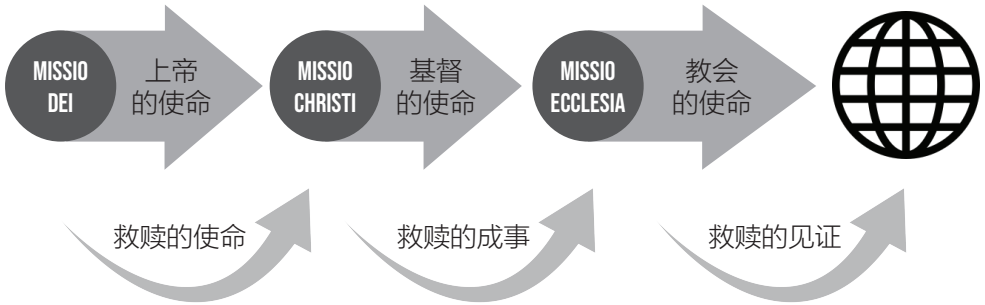 MISSIO
DEI
上帝
的使命
MISSIO
CHRISTI
基督
的使命
MISSIO
ECCLESIA
教会
的使命
救赎的使命
救赎的成事
救赎的见证